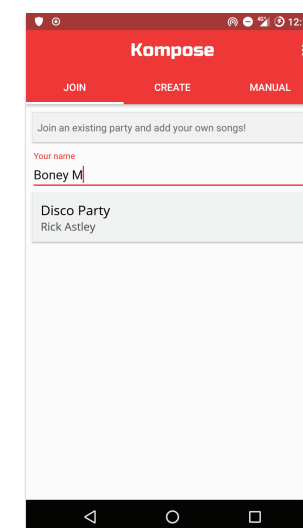 12:
Kompose
JOIN CREATE MANUAL
Join an existing party and add your own songs!
Your name
Boney M
Disco Party
Rick Astley